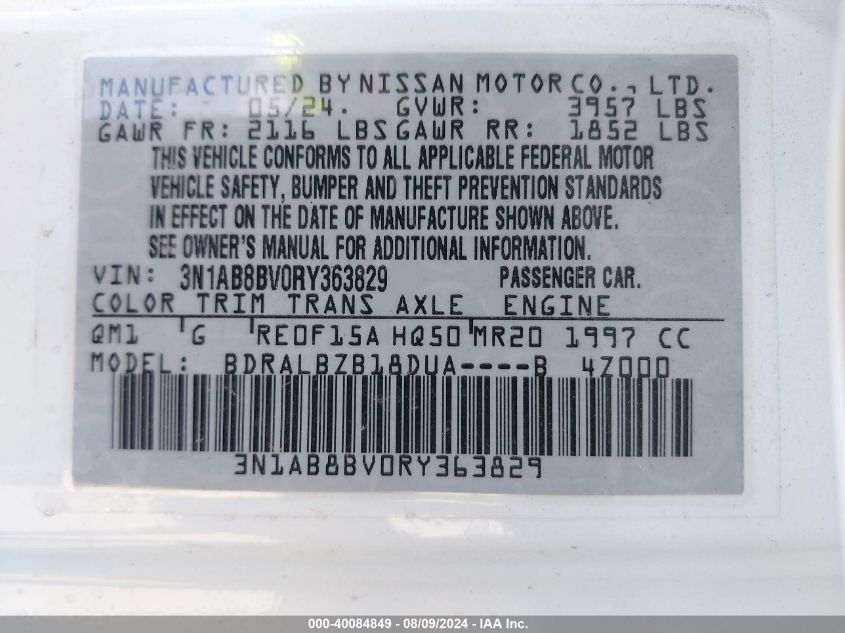 MANUFACTURED BY NISSAN MOTOR CO., LTD.
DATE: 05/24. GVWR: 3957 LBS
GAWR FR: 2116 LBS GAWR RR: 1852 LBS
THIS VEHICLE CONFORMS TO ALL APPLICABLE FEDERAL MOTOR
VEHICLE SAFETY, BUMPER AND THEFT PREVENTION STANDARDS
IN EFFECT ON THE DATE OF MANUFACTURE SHOWN ABOVE.
SEE OWNER'S MANUAL FOR ADDITIONAL INFORMATION.
VIN: 3N1AB8BV0RY363829 PASSENGER CAR.
COLOR TRIM TRANS AXLE ENGINE
QM1 G RE0F15A HQ50 MR20 1997 CC
MODEL: BDRALBZB18DUA----B 4Z000
3N1AB8BV0RY363829
000-40084849 - 08/09/2024 - IAA Inc.